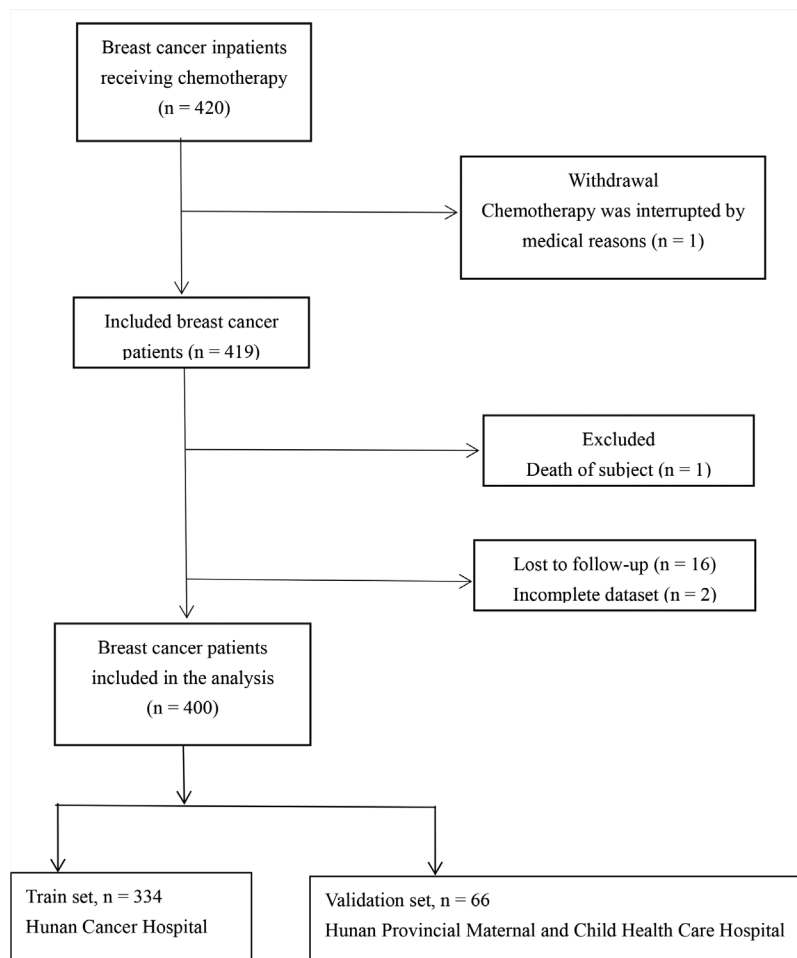 Breast cancer inpatients
receiving chemotherapy
(n = 420)
Withdrawal
Chemotherapy was interrupted by
medical reasons (n = 1)
Included breast cancer
patients (n = 419)
Excluded
Death of subject (n = 1)
Lost to follow-up (n = 16)
Incomplete dataset (n = 2)
Breast cancer patients
included in the analysis
(n = 400)
Train set, n = 334
Hunan Cancer Hospital
Validation set, n = 66
Hunan Provincial Maternal and Child Health Care Hospital